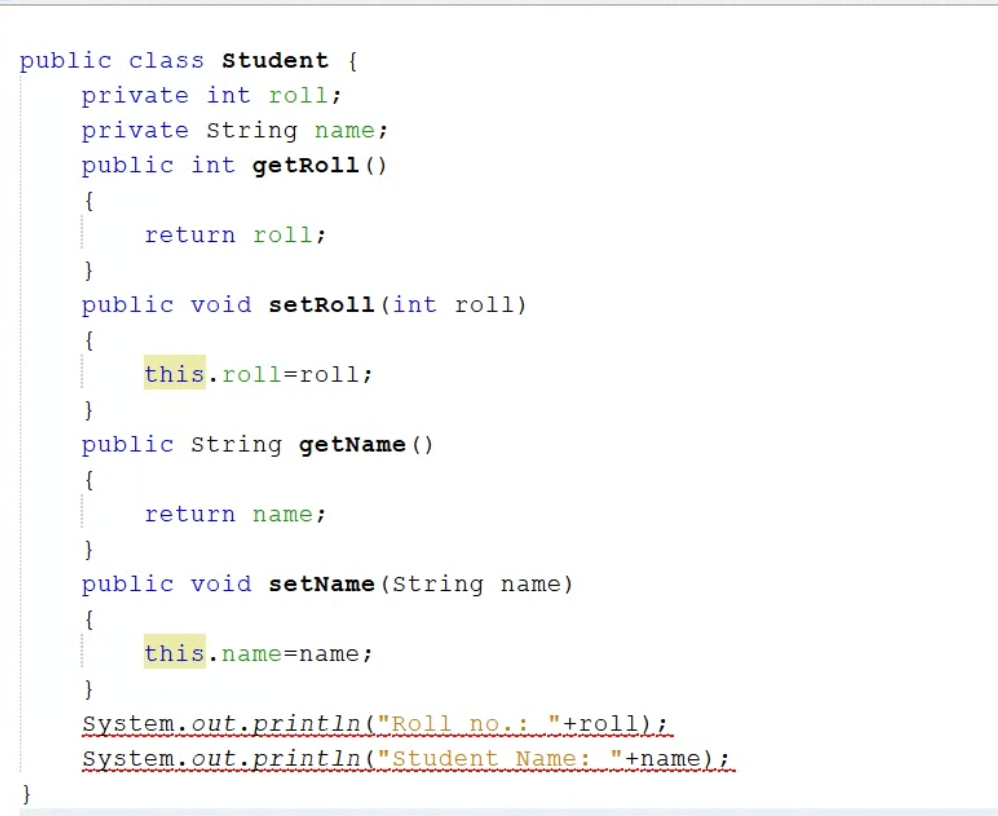 public class Student {
    private int roll;
    private String name;
    public int getRoll()
    {
        return roll;
    }
    public void setRoll(int roll)
    {
        this.roll=roll;
    }
    public String getName()
    {
        return name;
    }
    public void setName(String name)
    {
        this.name=name;
    }
    System.out.println("Roll no.: "+roll);
    System.out.println("Student Name: "+name);
}